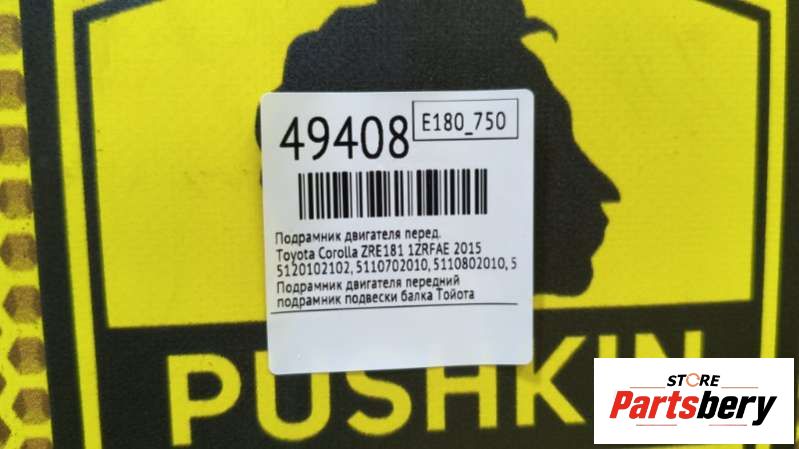 49408
E180_750
Подрамник двигателя перед.
Toyota Corolla ZRE181 1ZRFAE 2015
5120102102, 5110702010, 5110802010, 5
Подрамник двигателя передний
подрамник подвески балка Тойота
PUSHKIN
STORE
Partsbery